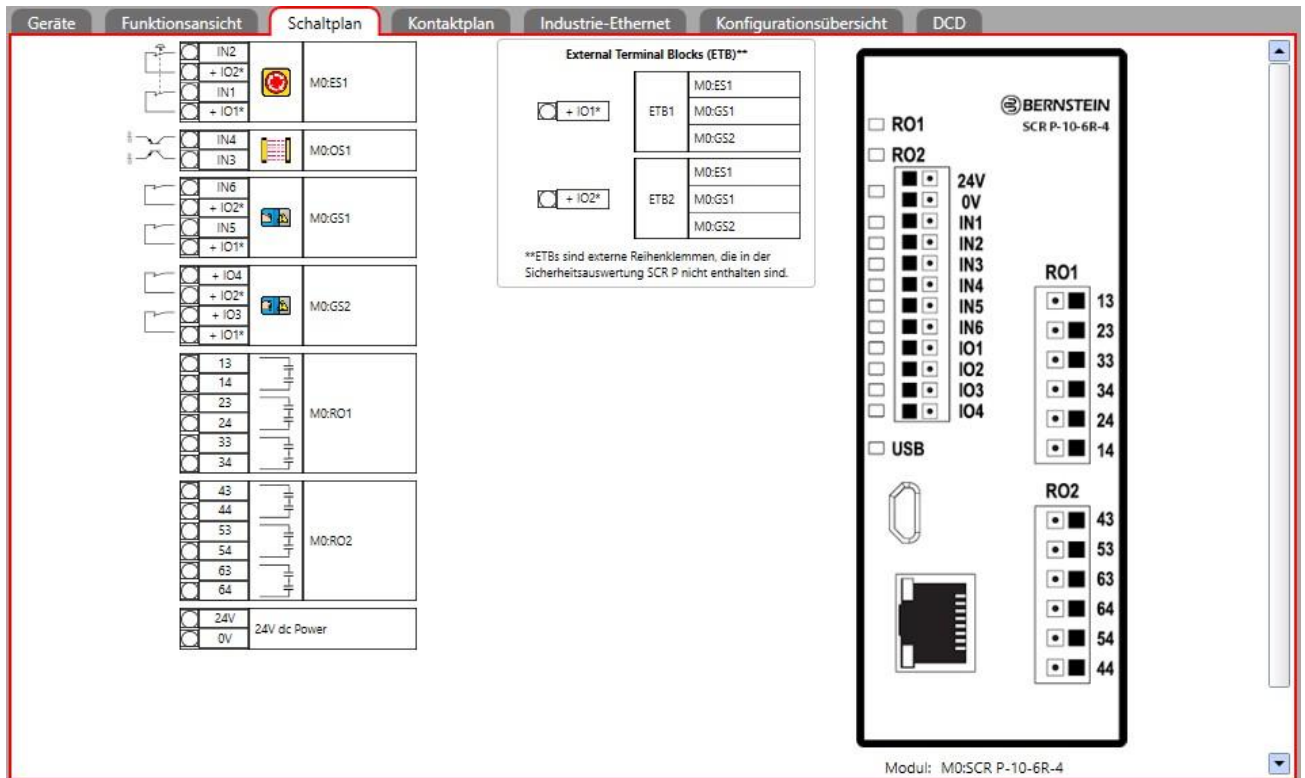 Geräte Funktionsansicht Schaltplan Kontaktplan Industrie-Ethernet Konfigurationsübersicht DCD
IN2
+ IO2*
IN1
+ IO1*
M0:ES1
IN4
IN3
M0:OS1
IN6
+ IO2*
IN5
+ IO1*
M0:GS1
+ IO4
+ IO2*
+ IO3
+ IO1*
M0:GS2
13
14
23
24
33
34
M0:RO1
43
44
53
54
63
64
M0:RO2
24V
0V
24V dc Power
External Terminal Blocks (ETB)**
+ IO1*
ETB1
M0:ES1
M0:GS1
M0:GS2
+ IO2*
ETB2
M0:ES1
M0:GS1
M0:GS2
**ETBs sind externe Reihenklemmen, die in der
Sicherheitsauswertung SCR P nicht enthalten sind.
BERNSTEIN
SCR P-10-6R-4
RO1
RO2
24V
0V
IN1
IN2
IN3
IN4
IN5
IN6
IO1
IO2
IO3
IO4
USB
RO1
13
23
33
34
24
14
RO2
43
53
63
64
54
44
Modul: M0:SCR P-10-6R-4